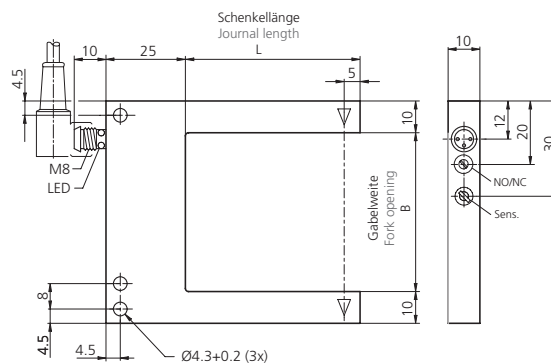 Schenkellänge
Journal length
10
25
L
10
4.5
5
10
12
20
30
M8
LED
NO/NC
Gabelweite
Fork opening
B
Sens.
8
4.5
10
4.5
Ø4.3+0.2 (3x)